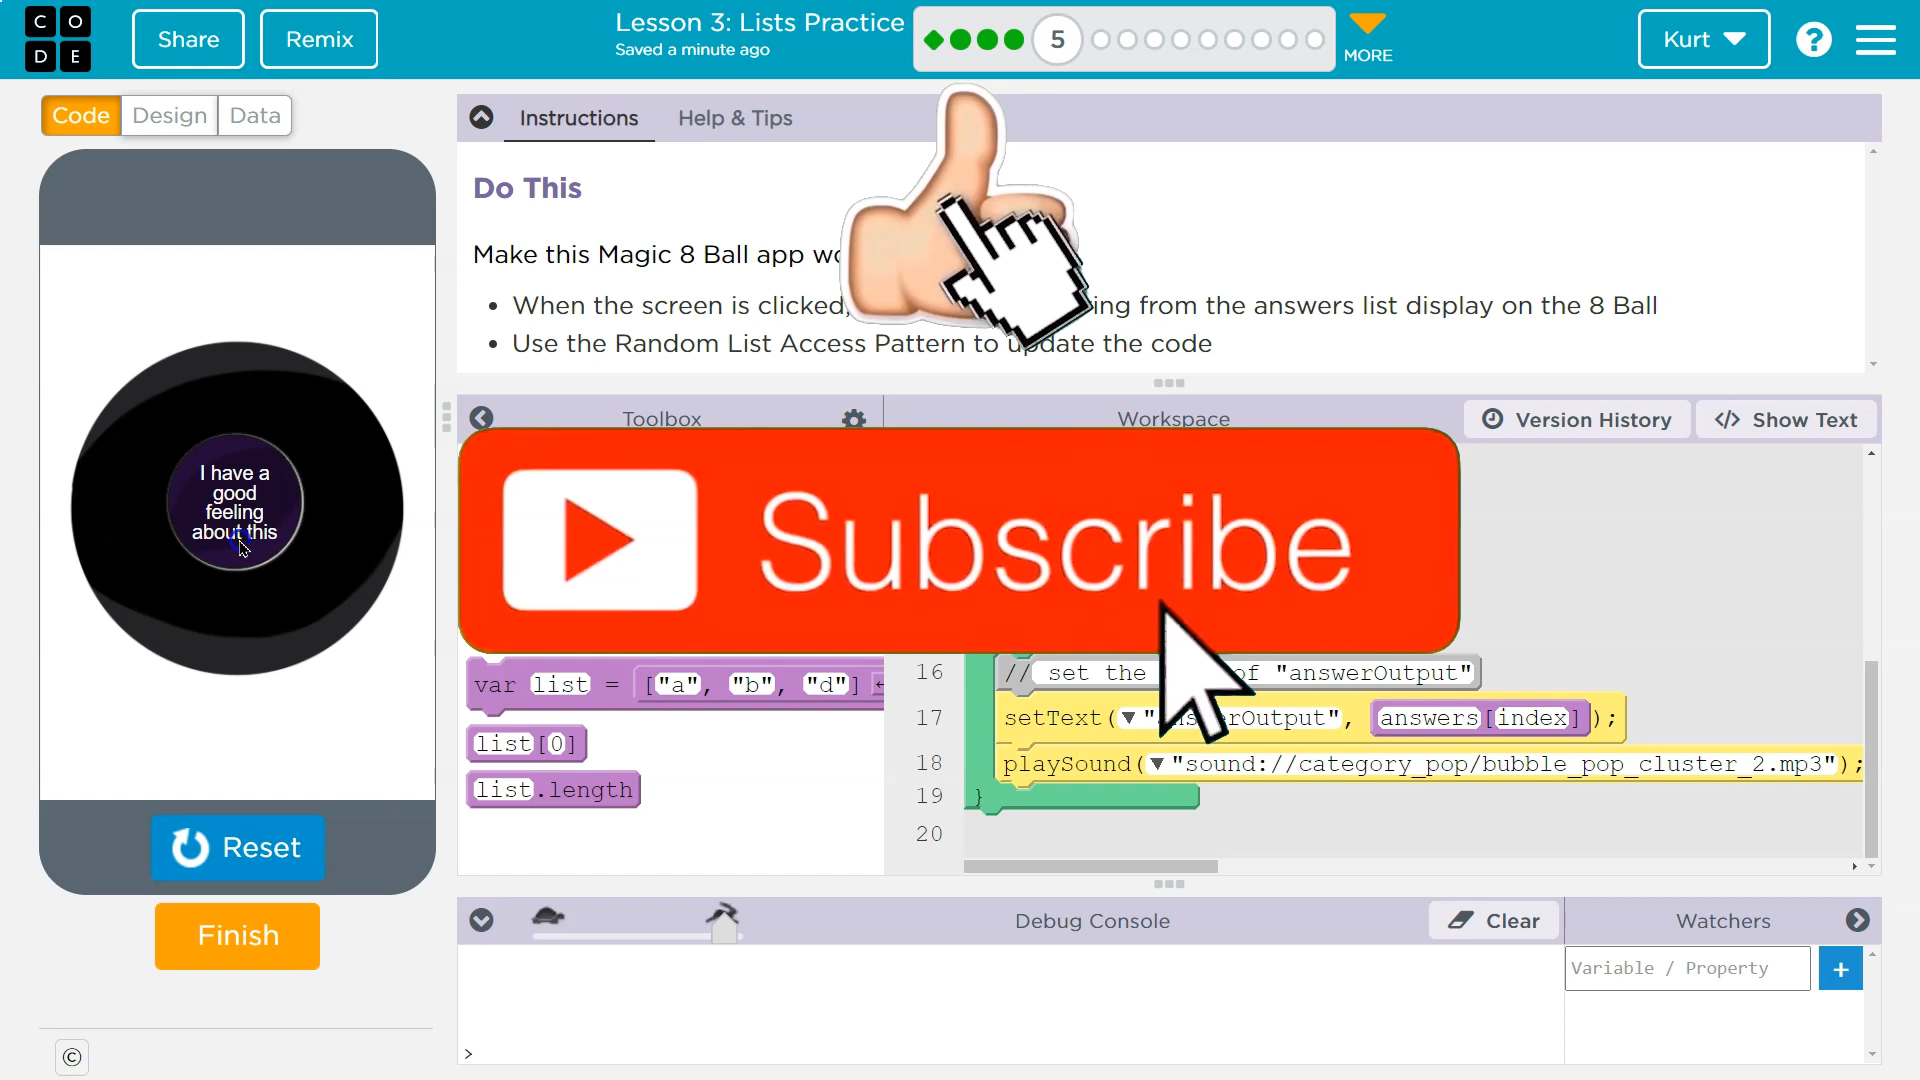 C O
D E
Share
Remix
Lesson 3: Lists Practice
Saved a minute ago
5
MORE
Kurt
?
Code
Design
Data
Instructions
Help & Tips
Do This
Make this Magic 8 Ball app
When the screen is clicked, ing from the answers list display on the 8 Ball
Use the Random List Access Pattern to update the code
Toolbox
Workspace
Version History
</> Show Text
I have a
good
feeling
about this
Subscribe
var list = ["a", "b", "d"]
list[0]
list.length
16 // set the of "answerOutput"
17 setText("answerOutput", answers[index]);
18 playSound("sound://category_pop/bubble_pop_cluster_2.mp3");
19 }
20
Reset
Finish
Debug Console
Clear
Watchers
Variable / Property
+
>
©